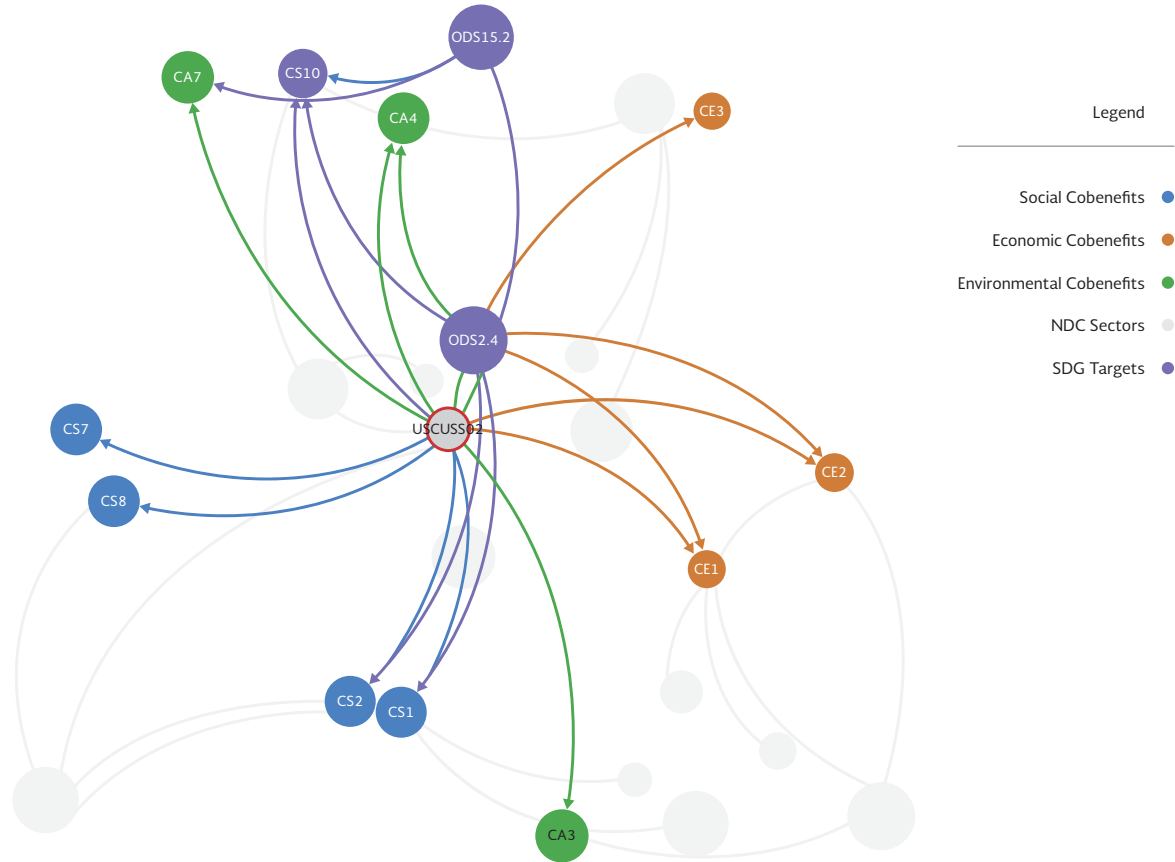 ODS15.2
CS10
CA7
CA4
CE3
Legend
Social Cobenefits
Economic Cobenefits
Environmental Cobenefits
NDC Sectors
SDG Targets
ODS2.4
USCUSS02
CS7
CS8
CE2
CE1
CS2
CS1
CA3